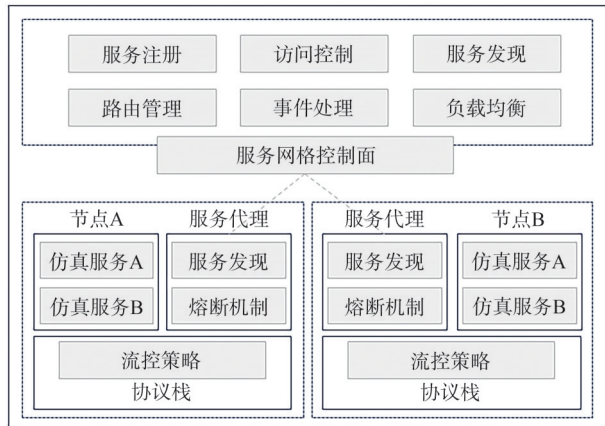 服务注册
访问控制
服务发现
路由管理
事件处理
负载均衡
服务网格控制面
节点A
服务代理
仿真服务A
服务发现
仿真服务B
熔断机制
流控策略
协议栈
服务代理
节点B
服务发现
仿真服务A
熔断机制
仿真服务B
流控策略
协议栈